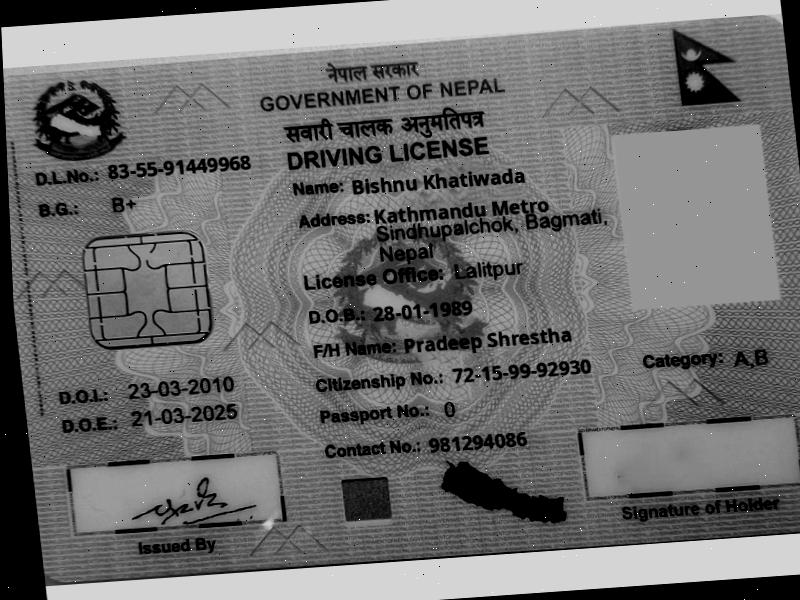 नेपाल सरकार
GOVERNMENT OF NEPAL
सवारी चालक अनुमतिपत्र
DRIVING LICENSE
D.L.No.: 83-55-91449968
B.G.: B+
Name: Bishnu Khatiwada
Address: Kathmandu Metro
Sindhupalchok, Bagmati,
Nepal
License Office: Lalitpur
D.O.B.: 28-01-1989
F/H Name: Pradeep Shrestha
Citizenship No.: 72-15-99-92930
Category: A,B
D.O.I.: 23-03-2010
D.O.E.: 21-03-2025
Passport No.: 0
Contact No.: 981294086
Issued By
Signature of Holder